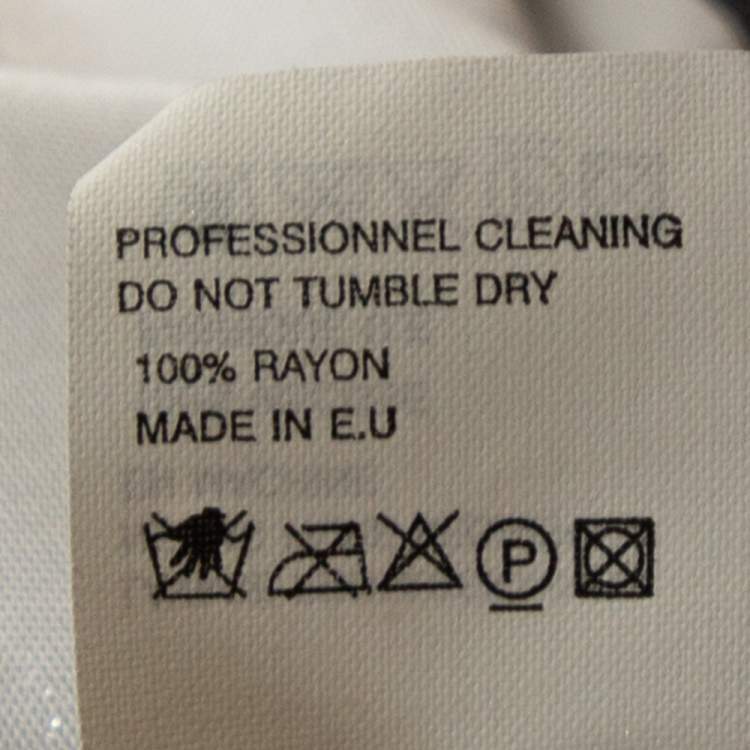 PROFESSIONNEL CLEANING
DO NOT TUMBLE DRY
100% RAYON
MADE IN E.U
P